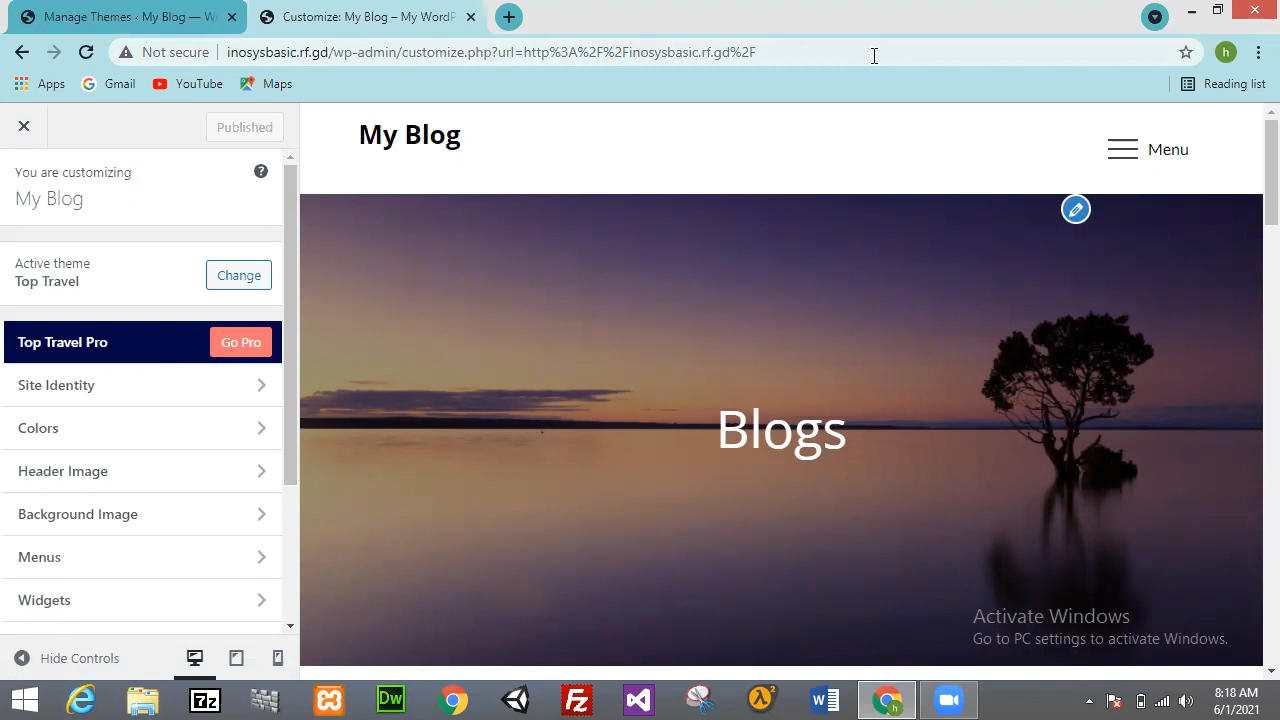 Manage Themes ‹ My Blog — W
Customize: My Blog – My WordP
Not secure
inosysbasic.rf.gd/wp-admin/customize.php?url=http%3A%2F%2Finosysbasic.rf.gd%2F
h
Apps
Gmail
YouTube
Maps
Reading list
Published
You are customizing
My Blog
Active theme
Top Travel
Change
Top Travel Pro
Go Pro
Site Identity
Colors
Header Image
Background Image
Menus
Widgets
Hide Controls
My Blog
Menu
Blogs
Activate Windows
Go to PC settings to activate Windows.
7z
Dw
Fz
2
W
h
8:18 AM
6/1/2021